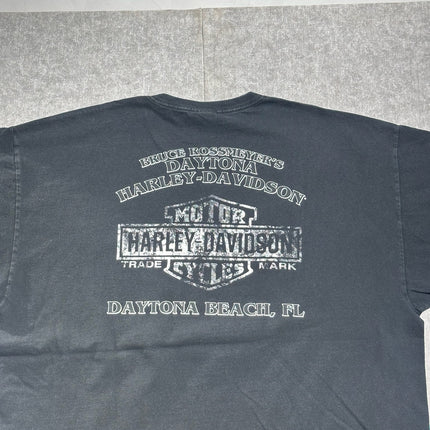 BRUCE ROSSMEYER'S
DAYTONA
HARLEY-DAVIDSON
MOTOR
HARLEY-DAVIDSON
TRADE MARK
CYCLES
DAYTONA BEACH, FL